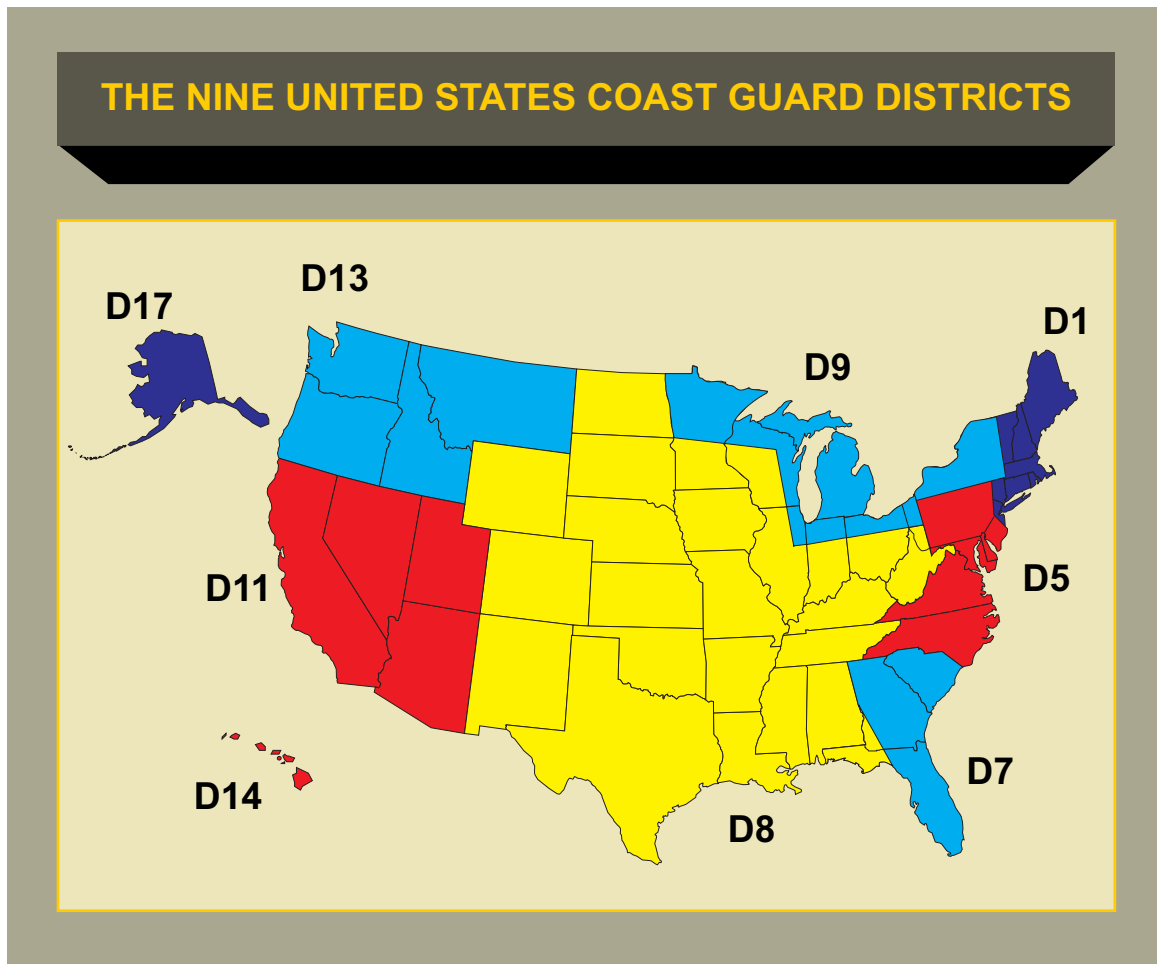 THE NINE UNITED STATES COAST GUARD DISTRICTS
D13
D17
D1
D9
D11
D5
D14
D7
D8